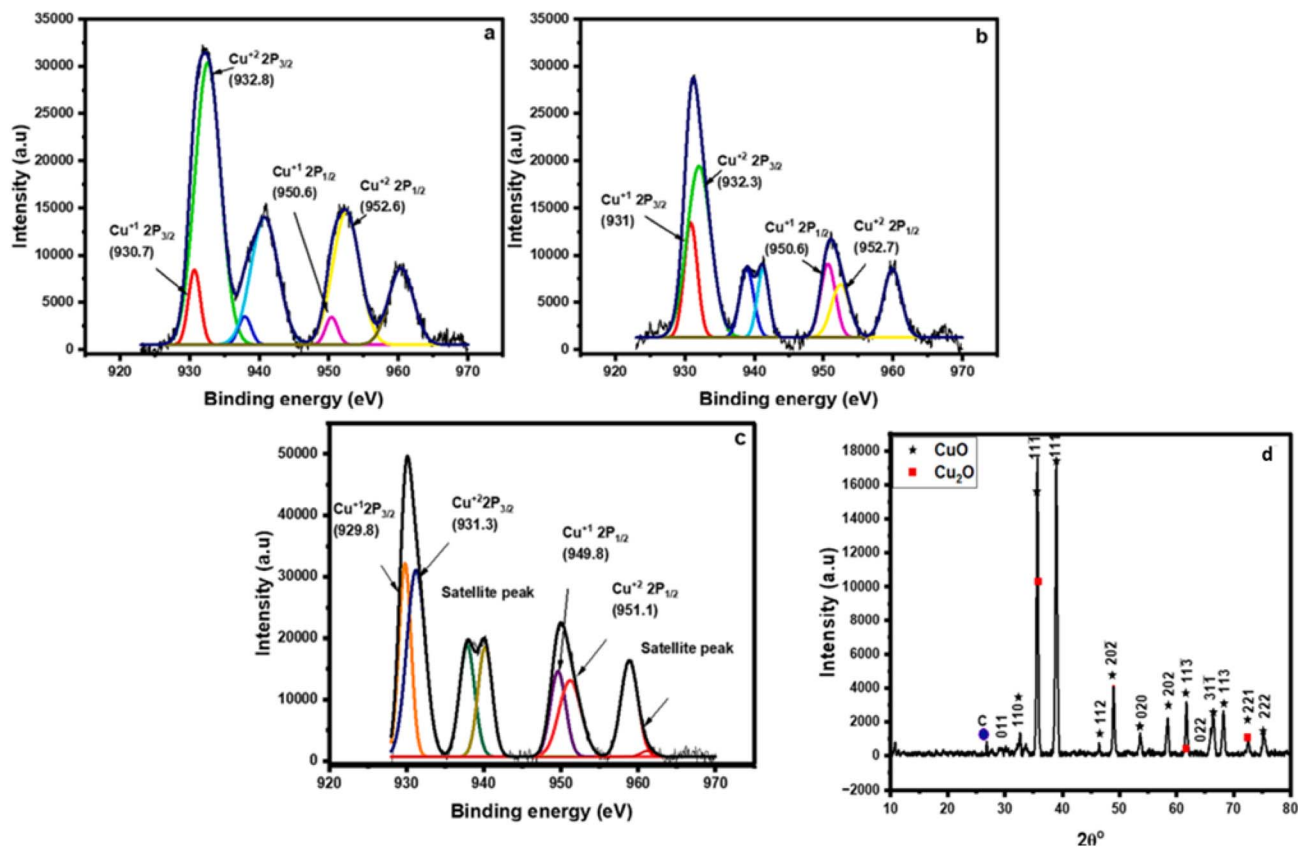 a
35000
30000
25000
20000
15000
10000
5000
0
Intensity (a.u)
Cu+2 2P3/2
(932.8)
Cu+1 2P3/2
(930.7)
Cu+1 2P1/2
(950.6)
Cu+2 2P1/2
(952.6)
920 930 940 950 960 970
Binding energy (eV)
b
35000
30000
25000
20000
15000
10000
5000
0
Intensity (a.u)
Cu+1 2P3/2
(931)
Cu+2 2P3/2
(932.3)
Cu+1 2P1/2
(950.6)
Cu+2 2P1/2
(952.7)
920 930 940 950 960 970
Binding energy (eV)
c
50000
40000
30000
20000
10000
0
Intensity (a.u)
Cu+12P3/2
(929.8)
Cu+22P3/2
(931.3)
Satellite peak
Cu+1 2P1/2
(949.8)
Cu+2 2P1/2
(951.1)
Satellite peak
920 930 940 950 960 970
Binding energy (eV)
d
18000
16000
14000
12000
10000
8000
6000
4000
2000
0
−2000
Intensity (a.u)
★ CuO
■ Cu2O
C
011
110
111̄
111
112
202
020
202
113
022
311̄
113
221
222
10 20 30 40 50 60 70 80
2θ°